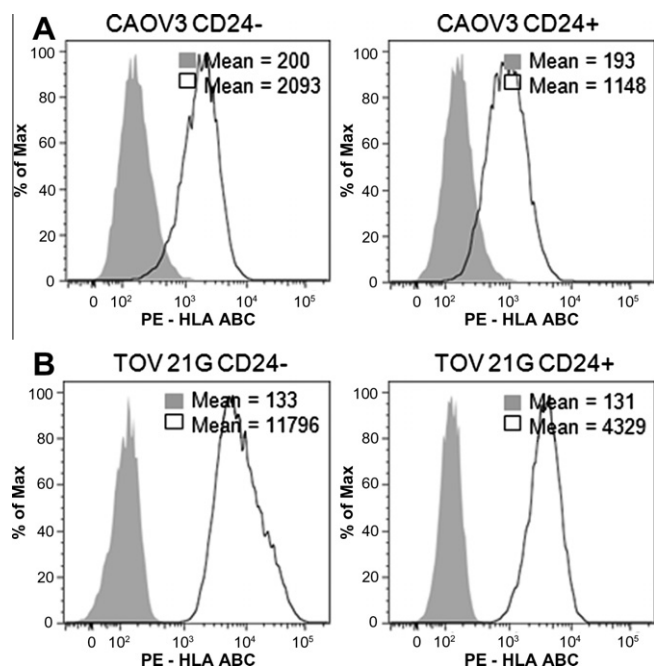 A
CAOV3 CD24-
Mean = 200
Mean = 2093
% of Max
100
80
60
40
20
0
0 10² 10³ 10⁴ 10⁵
PE - HLA ABC
CAOV3 CD24+
Mean = 193
Mean = 1148
% of Max
100
80
60
40
20
0
0 10² 10³ 10⁴ 10⁵
PE - HLA ABC
B
TOV 21G CD24-
Mean = 133
Mean = 11796
% of Max
100
80
60
40
20
0
0 10² 10³ 10⁴ 10⁵
PE - HLA ABC
TOV 21G CD24+
Mean = 131
Mean = 4329
% of Max
100
80
60
40
20
0
0 10² 10³ 10⁴ 10⁵
PE - HLA ABC